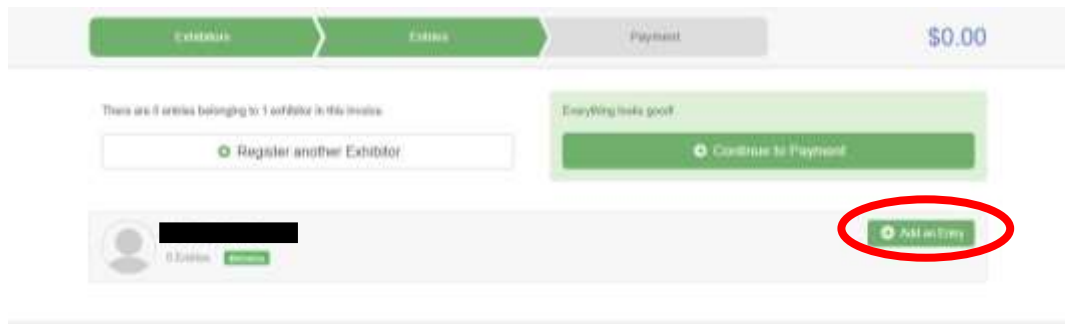 Exhibitors
Entries
Payment
$0.00
There are 0 entries belonging to 1 exhibitor in this invoice.
Everything looks good!
Register another Exhibitor
Continue to Payment
Add an Entry
0 Entries